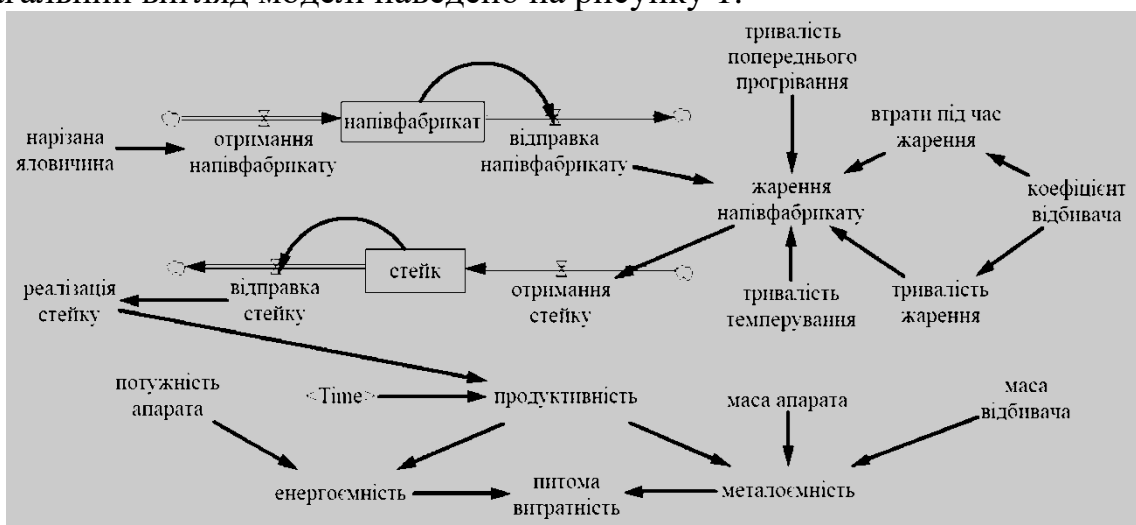 загальний вигляд моделі наведено на рисунку 1.
тривалість
попереднього
прогрівання
нарізана
яловичина
отримання
напівфабрикату
напівфабрикат
відправка
напівфабрикату
втрати під час
жарення
жарення
напівфабрикату
коефіцієнт
відбивача
реалізація
стейку
відправка
стейку
стейк
отримання
стейку
тривалість
темперування
тривалість
жарення
потужність
апарата
<Time>
продуктивність
маса апарата
маса
відбивача
енергоємність
питома
витратність
металоємність